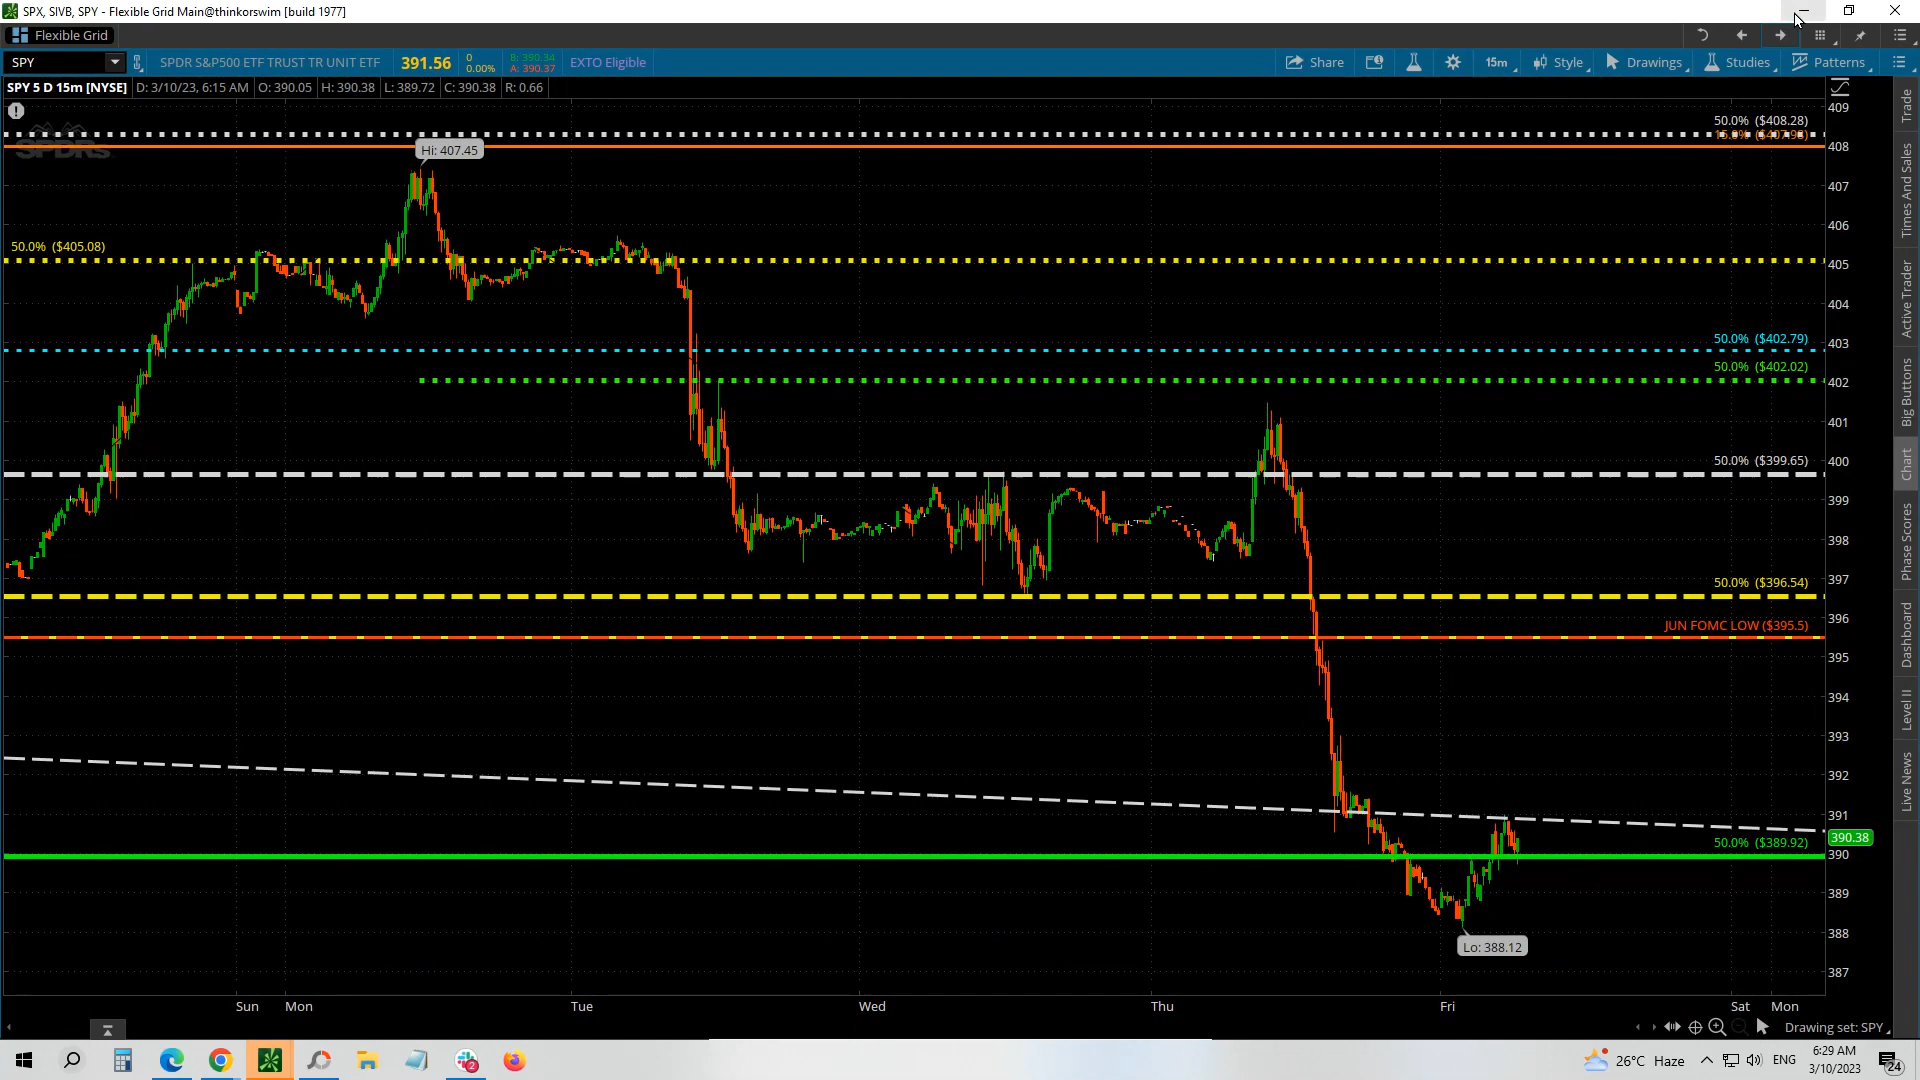 SPX, SIVB, SPY - Flexible Grid Main@thinkorswim [build 1977]
Flexible Grid
SPY
SPDR S&P500 ETF TRUST TR UNIT ETF
391.56
0
0.00%
B: 390.34
A: 390.37
EXTO Eligible
Share
15m
Style
Drawings
Studies
Patterns
SPY 5 D 15m [NYSE]
D: 3/10/23, 6:15 AM
O: 390.05
H: 390.38
L: 389.72
C: 390.38
R: 0.66
SPDRs
50.0% ($408.28)
Hi: 407.45
50.0% ($405.08)
50.0% ($402.79)
50.0% ($402.02)
50.0% ($399.65)
50.0% ($396.54)
JUN FOMC LOW ($395.5)
50.0% ($389.92)
Lo: 388.12
409
408
407
406
405
404
403
402
401
400
399
398
397
396
395
394
393
392
391
390.38
390
389
388
387
Trade
Times And Sales
Active Trader
Big Buttons
Chart
Phase Scores
Dashboard
Level II
Live News
Sun
Mon
Tue
Wed
Thu
Fri
Sat
Mon
Drawing set: SPY
2
26°C Haze
ENG
6:29 AM
3/10/2023
24